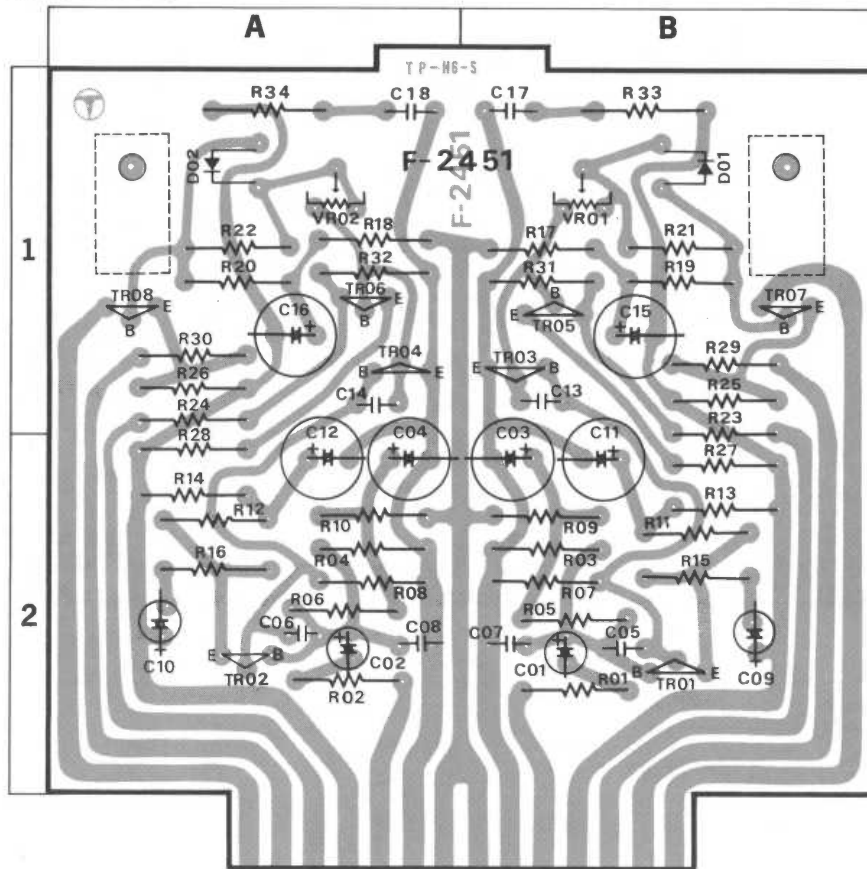 A B
TP-H6-S
R34 C18 C17 R33
D02 F-2451 D01
F-2451
VR02 VR01
R22 R18 R17 R21
1
R20 R32 R31 R19
TR08 E TR06 E B TR07 E
B C16 + B E TR05 C15 + B
R30 TR04 TR03 R29
R26 B E E B R25
C14 C13
R24 R23
R28 C12 C04 C03 C11 R27
+ + + +
R14 R13
R12 R10 R09 R11
R16 R04 R03 R15
R08 R07
2
R06 R05
+ C06 C08 C07 C05
C10 E B + C02 C01 + B E C09 +
TR02 R02 R01 TR01